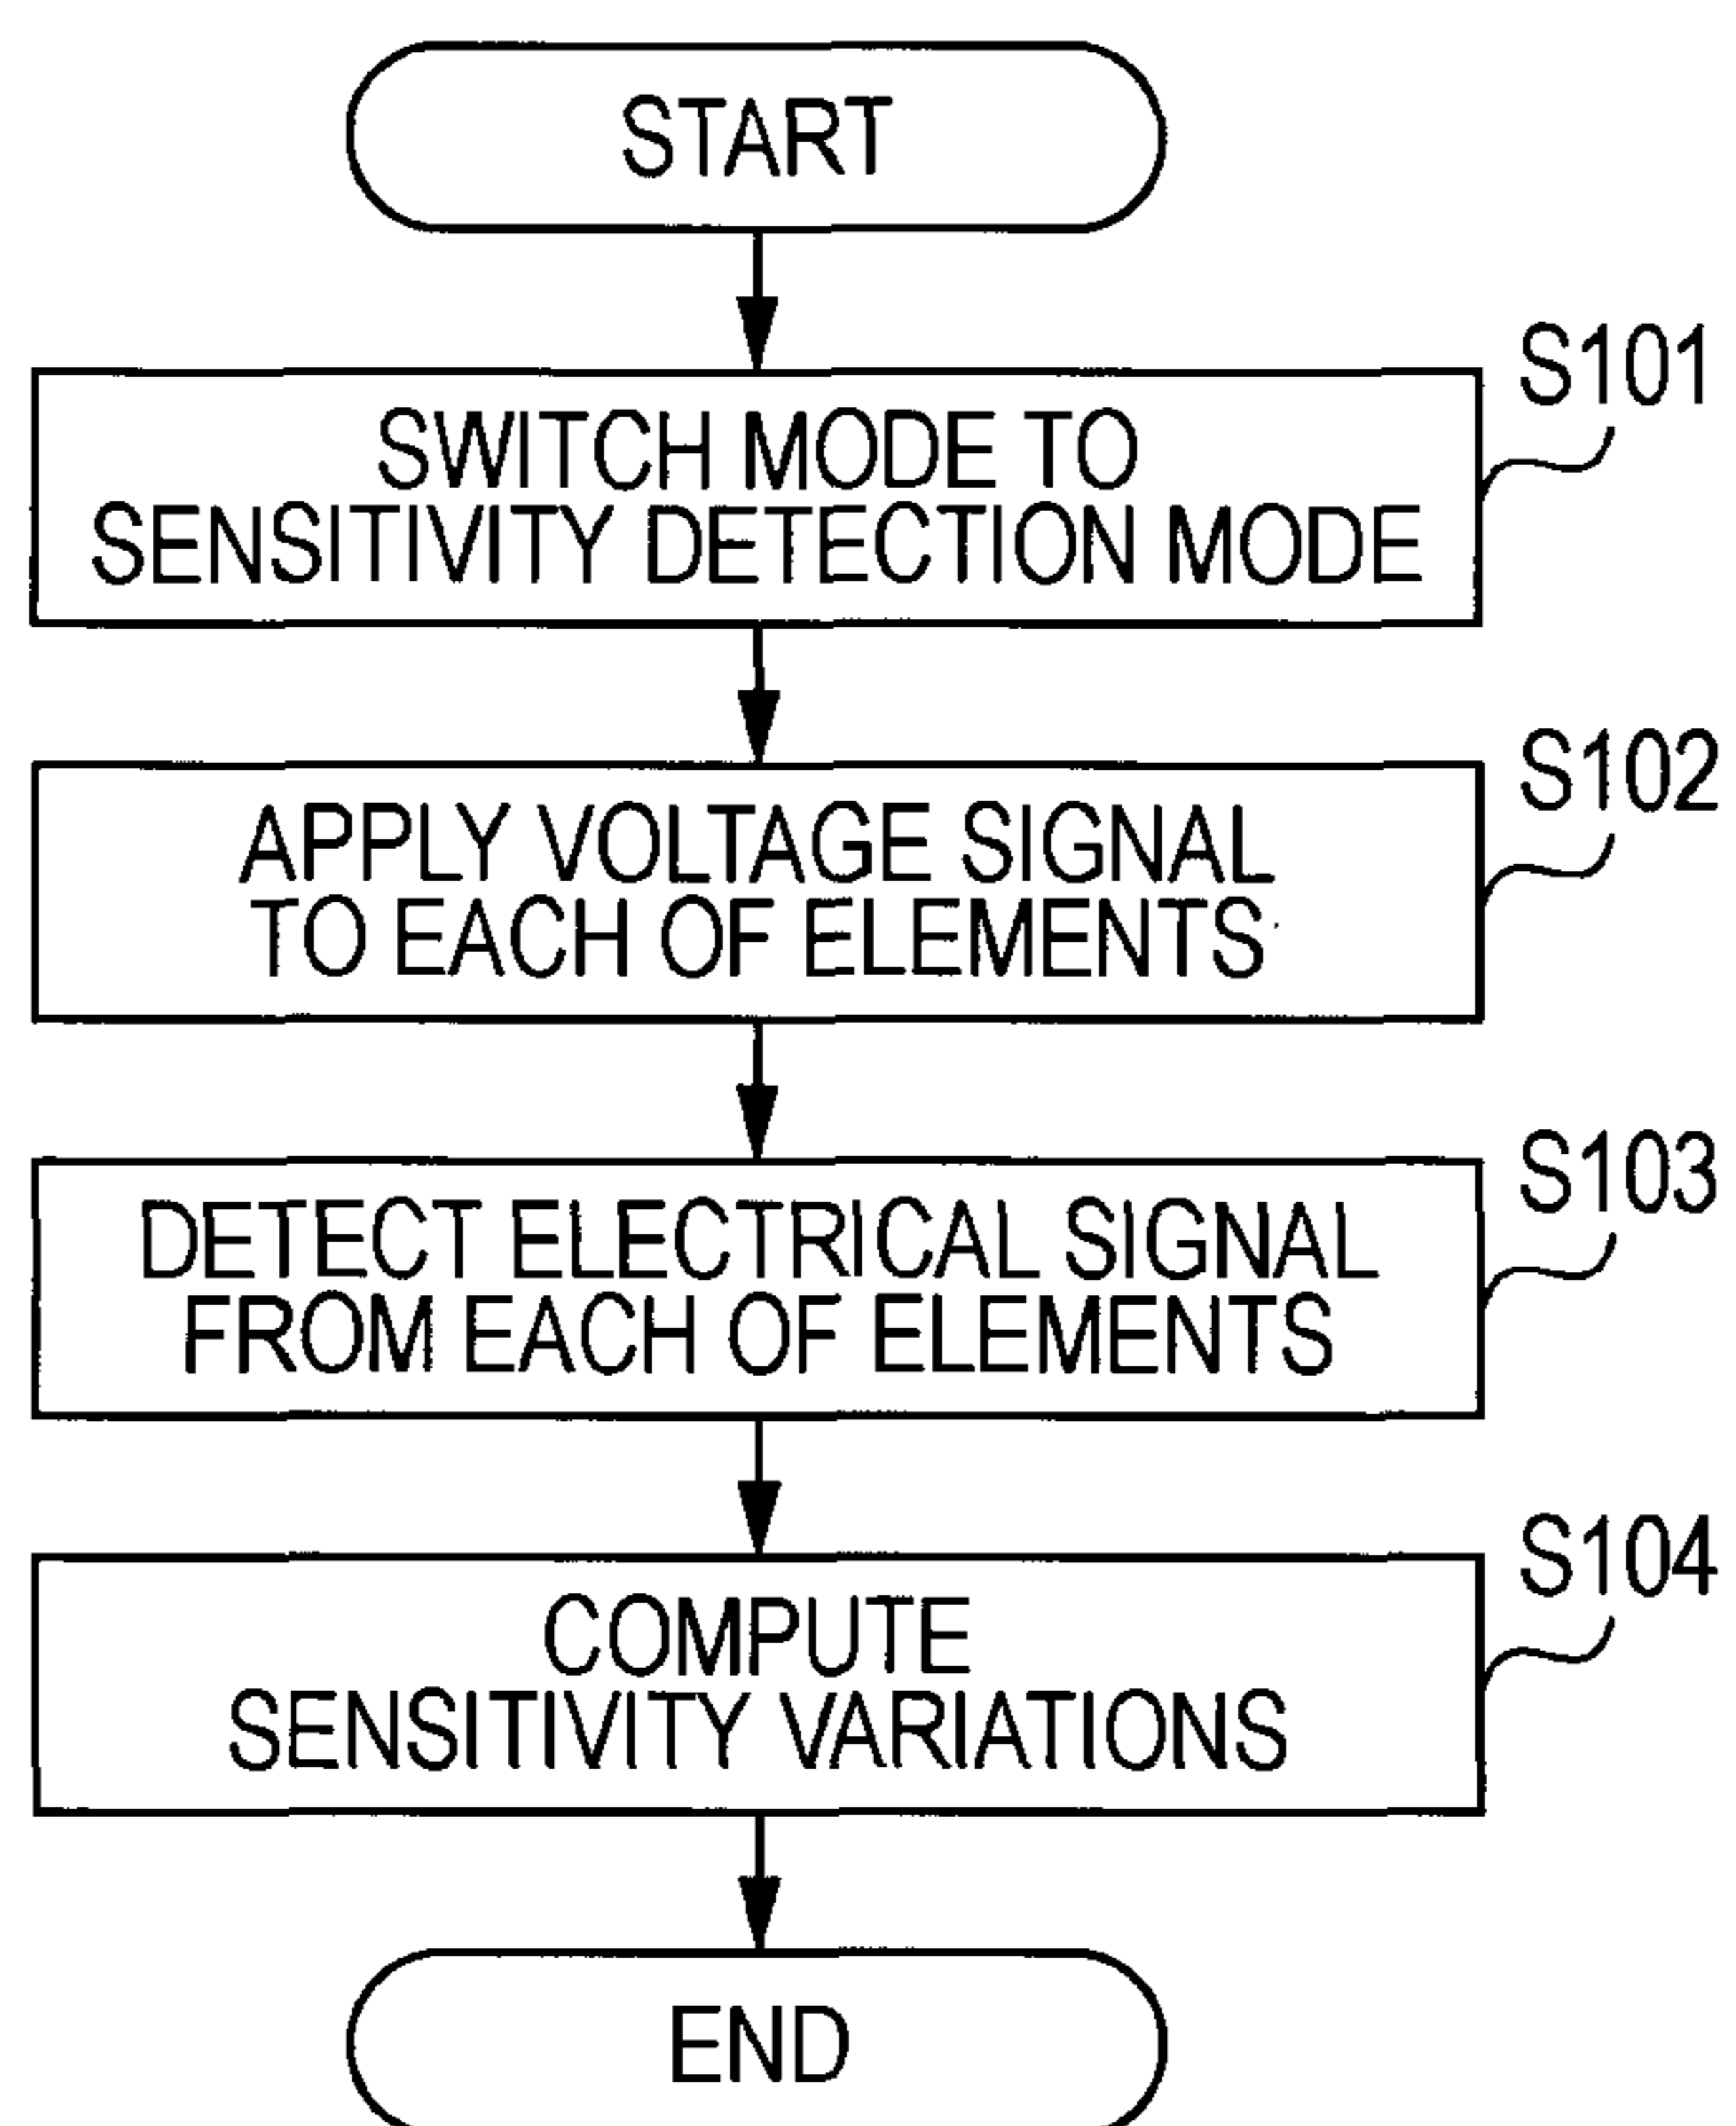 START
S101
SWITCH MODE TO
SENSITIVITY DETECTION MODE
S102
APPLY VOLTAGE SIGNAL
TO EACH OF ELEMENTS
S103
DETECT ELECTRICAL SIGNAL
FROM EACH OF ELEMENTS
S104
COMPUTE
SENSITIVITY VARIATIONS
END